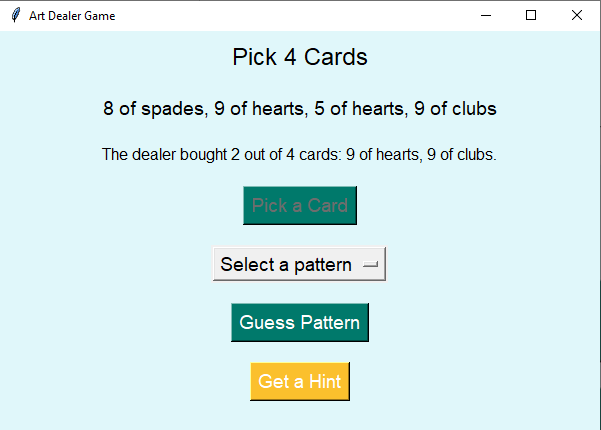 Art Dealer Game
Pick 4 Cards
8 of spades, 9 of hearts, 5 of hearts, 9 of clubs
The dealer bought 2 out of 4 cards: 9 of hearts, 9 of clubs.
Pick a Card
Select a pattern
Guess Pattern
Get a Hint